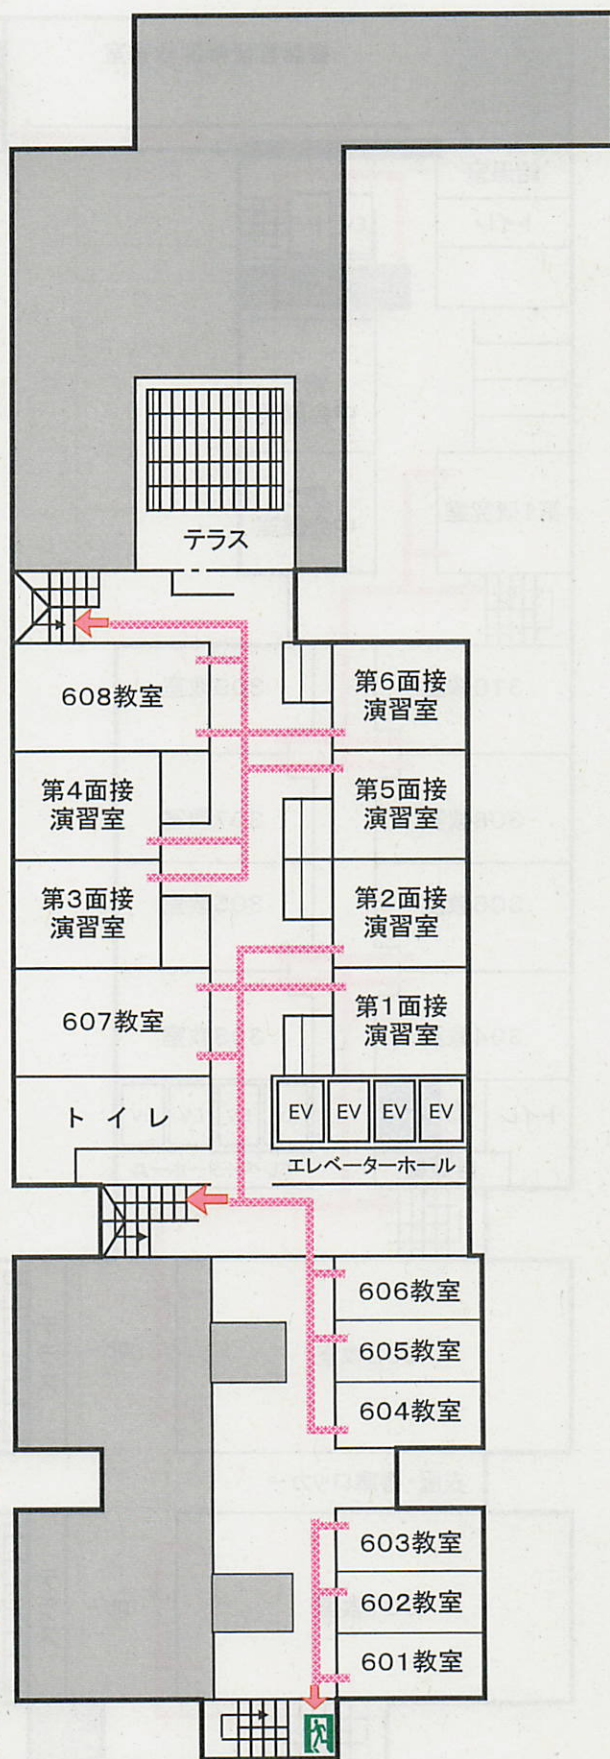 テラス
608教室
第6面接
演習室
第4面接
演習室
第5面接
演習室
第3面接
演習室
第2面接
演習室
607教室
第1面接
演習室
トイレ
EV EV EV EV
エレベーターホール
606教室
605教室
604教室
603教室
602教室
601教室